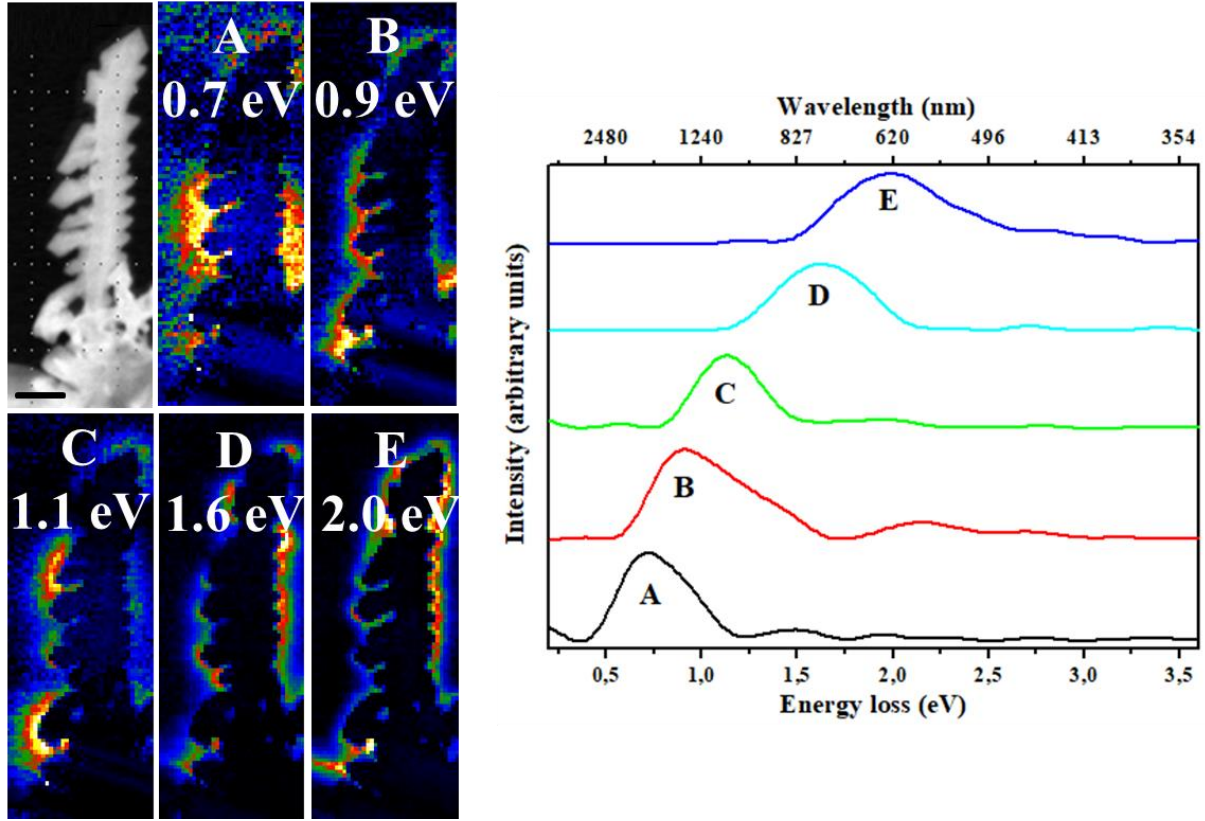 A
0.7 eV
B
0.9 eV
C
1.1 eV
D
1.6 eV
E
2.0 eV
Wavelength (nm)
2480 1240 827 620 496 413 354
Intensity (arbitrary units)
E
D
C
B
A
0,5 1,0 1,5 2,0 2,5 3,0 3,5
Energy loss (eV)